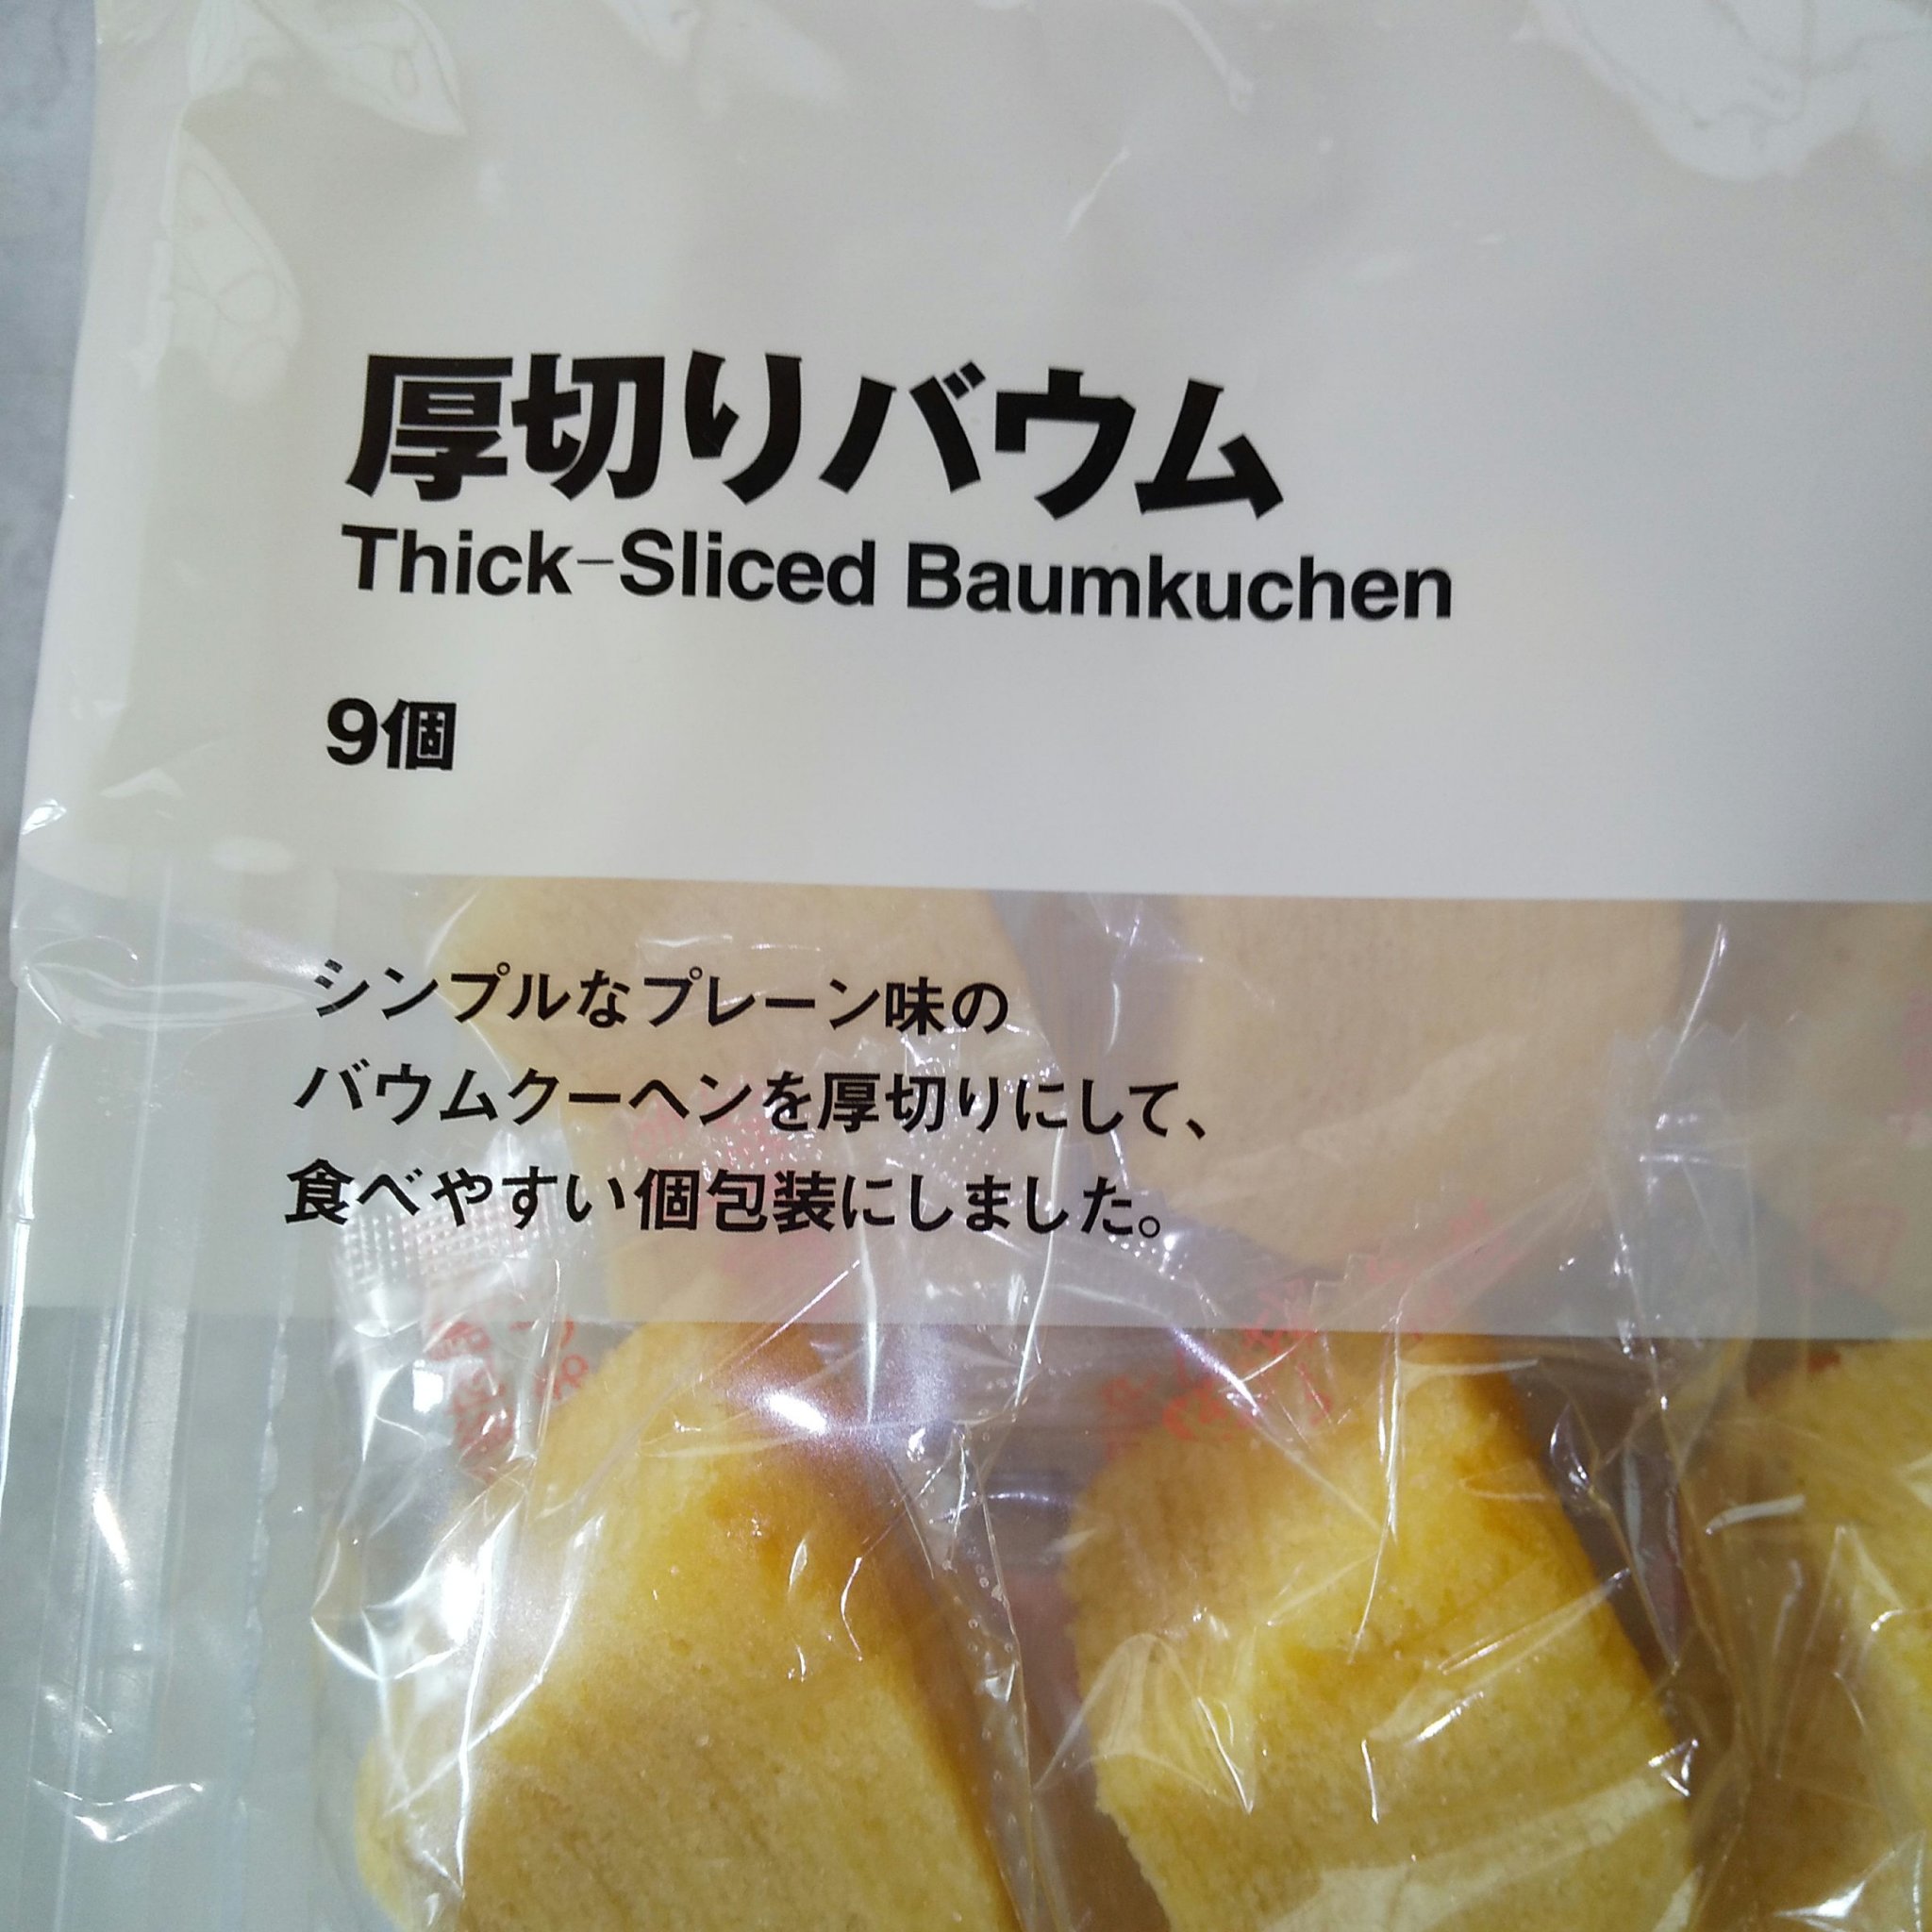 厚切りバウム
Thick-Sliced Baumkuchen
9個
シンプルなプレーン味の
バウムクーヘンを厚切りにして、
食べやすい個包装にしました。